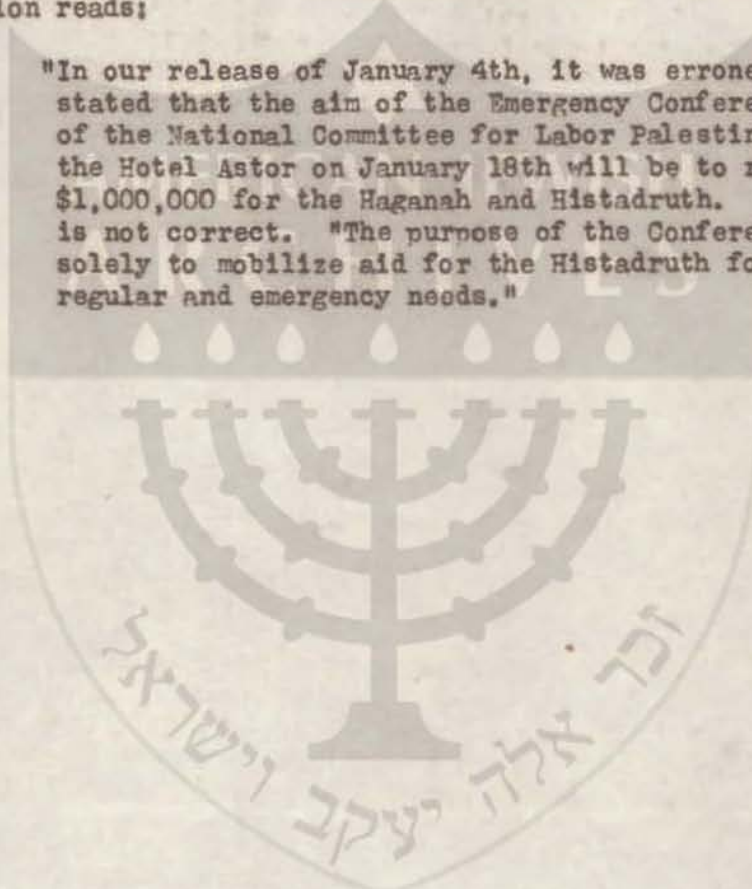 ion reads:
"In our release of January 4th, it was errone
stated that the aim of the Emergency Confere
of the National Committee for Labor Palestin
the Hotel Astor on January 18th will be to r
$1,000,000 for the Haganah and Histadruth.
is not correct. "The purpose of the Confere
solely to mobilize aid for the Histadruth fo
regular and emergency needs."
זכר אלה יעקב וישראל